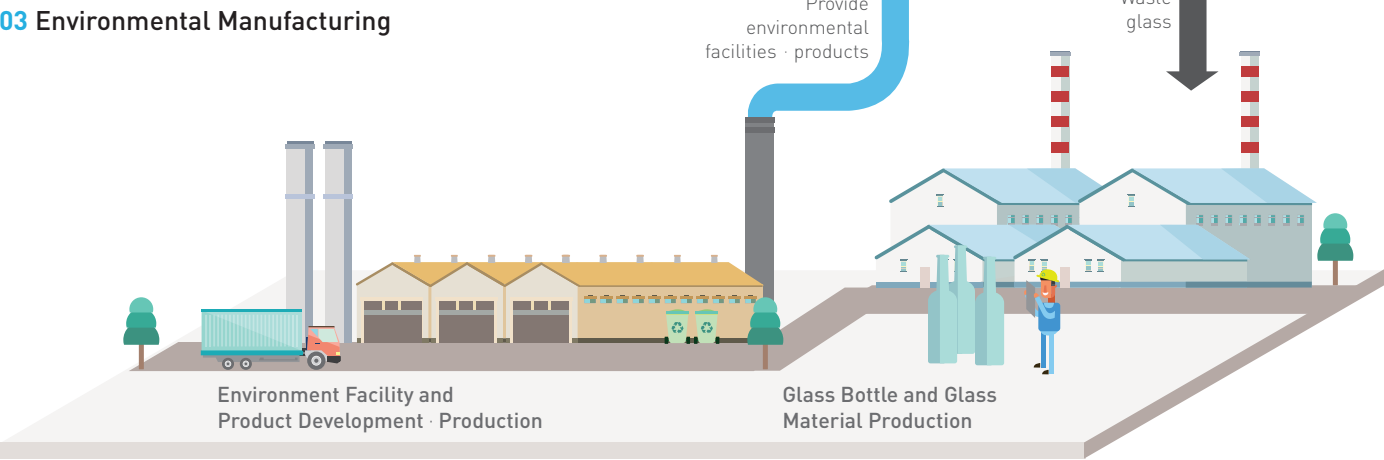 03 Environmental Manufacturing
Provide
environmental
facilities · products
Waste
glass
Environment Facility and
Product Development · Production
Glass Bottle and Glass
Material Production